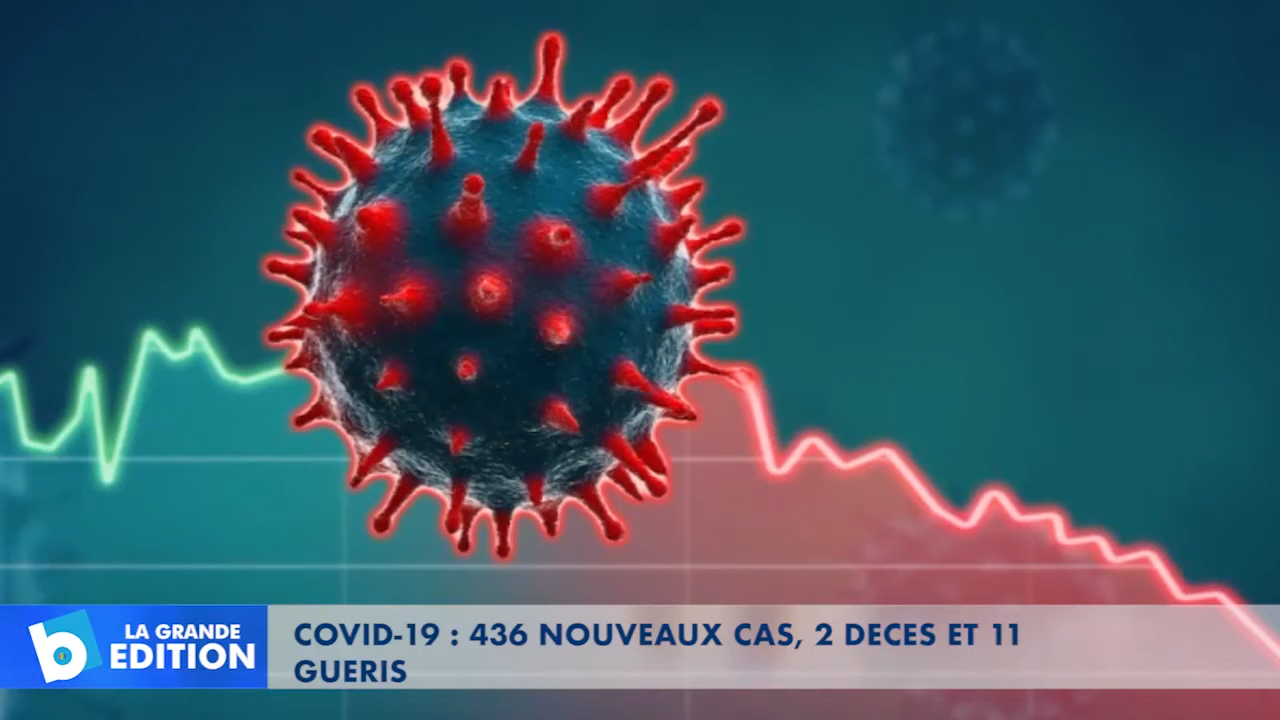 LA GRANDE
EDITION
COVID-19 : 436 NOUVEAUX CAS, 2 DECES ET 11
GUERIS